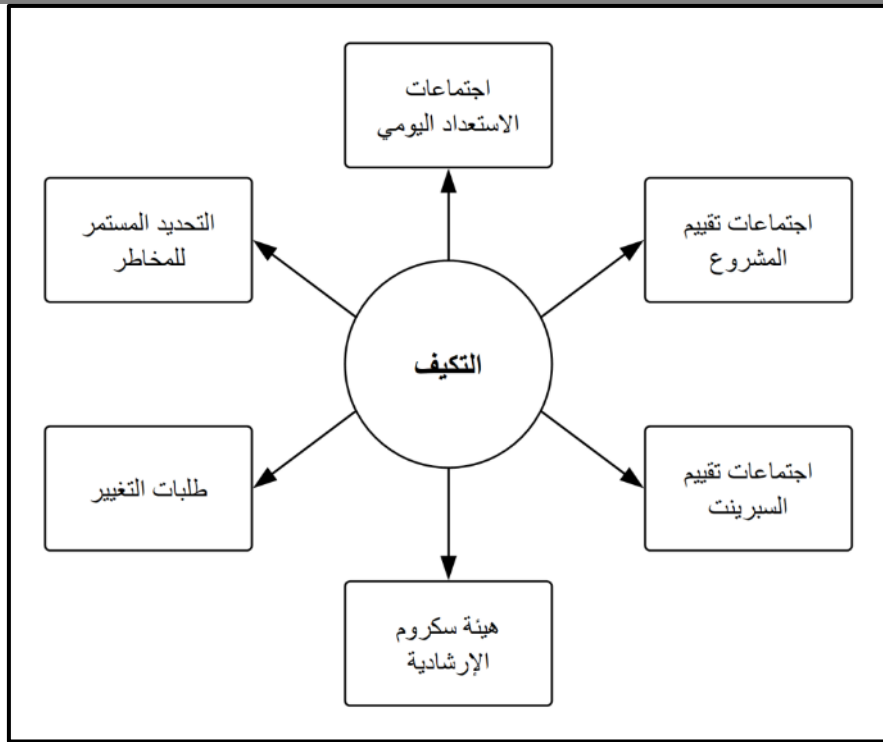 اجتماعات
الاستعداد اليومي
اجتماعات تقييم
المشروع
التحديد المستمر
للمخاطر
التكيف
اجتماعات تقييم
السبرينت
طلبات التغيير
هيئة سكروم
الإرشادية